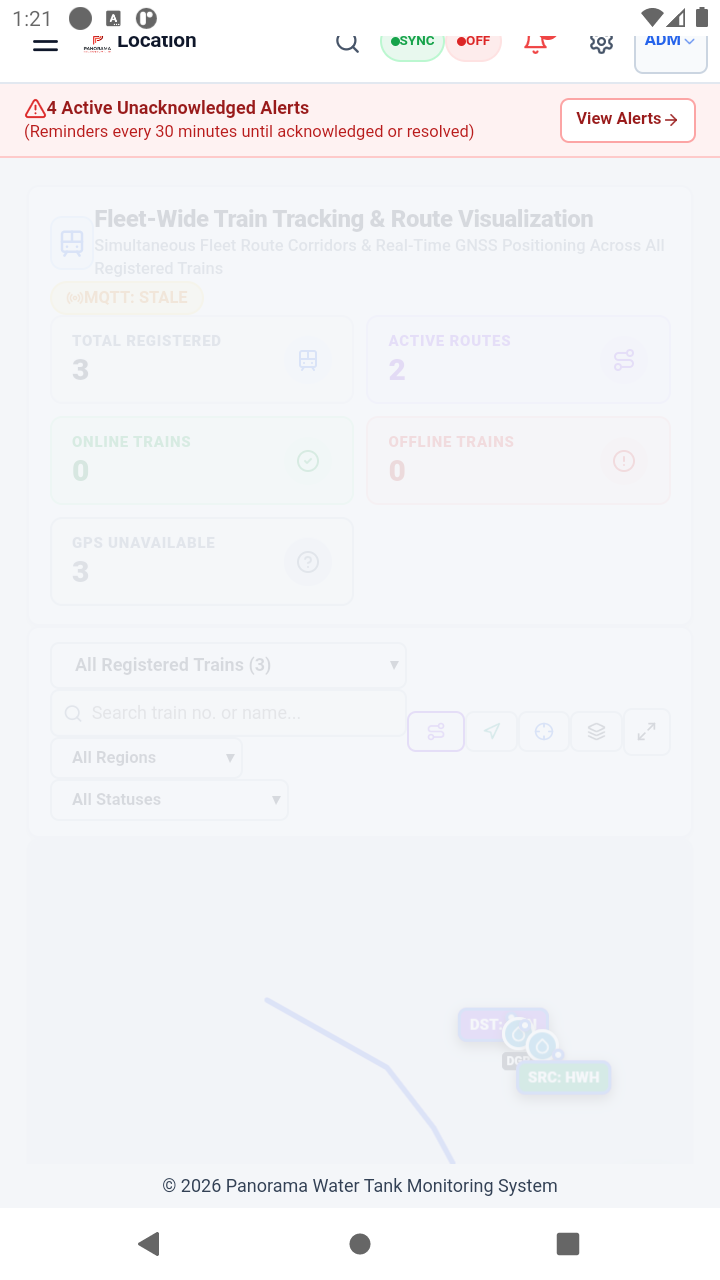 1:21
PANORAMA
Location
SYNC
OFF
ADM
4 Active Unacknowledged Alerts
(Reminders every 30 minutes until acknowledged or resolved)
View Alerts
Fleet-Wide Train Tracking & Route Visualization
Simultaneous Fleet Route Corridors & Real-Time GNSS Positioning Across All
Registered Trains
MQTT: STALE
TOTAL REGISTERED
3
ACTIVE ROUTES
2
ONLINE TRAINS
0
OFFLINE TRAINS
0
GPS UNAVAILABLE
3
All Registered Trains (3)
Search train no. or name...
All Regions
All Statuses
DST:
SRC: HWH
© 2026 Panorama Water Tank Monitoring System